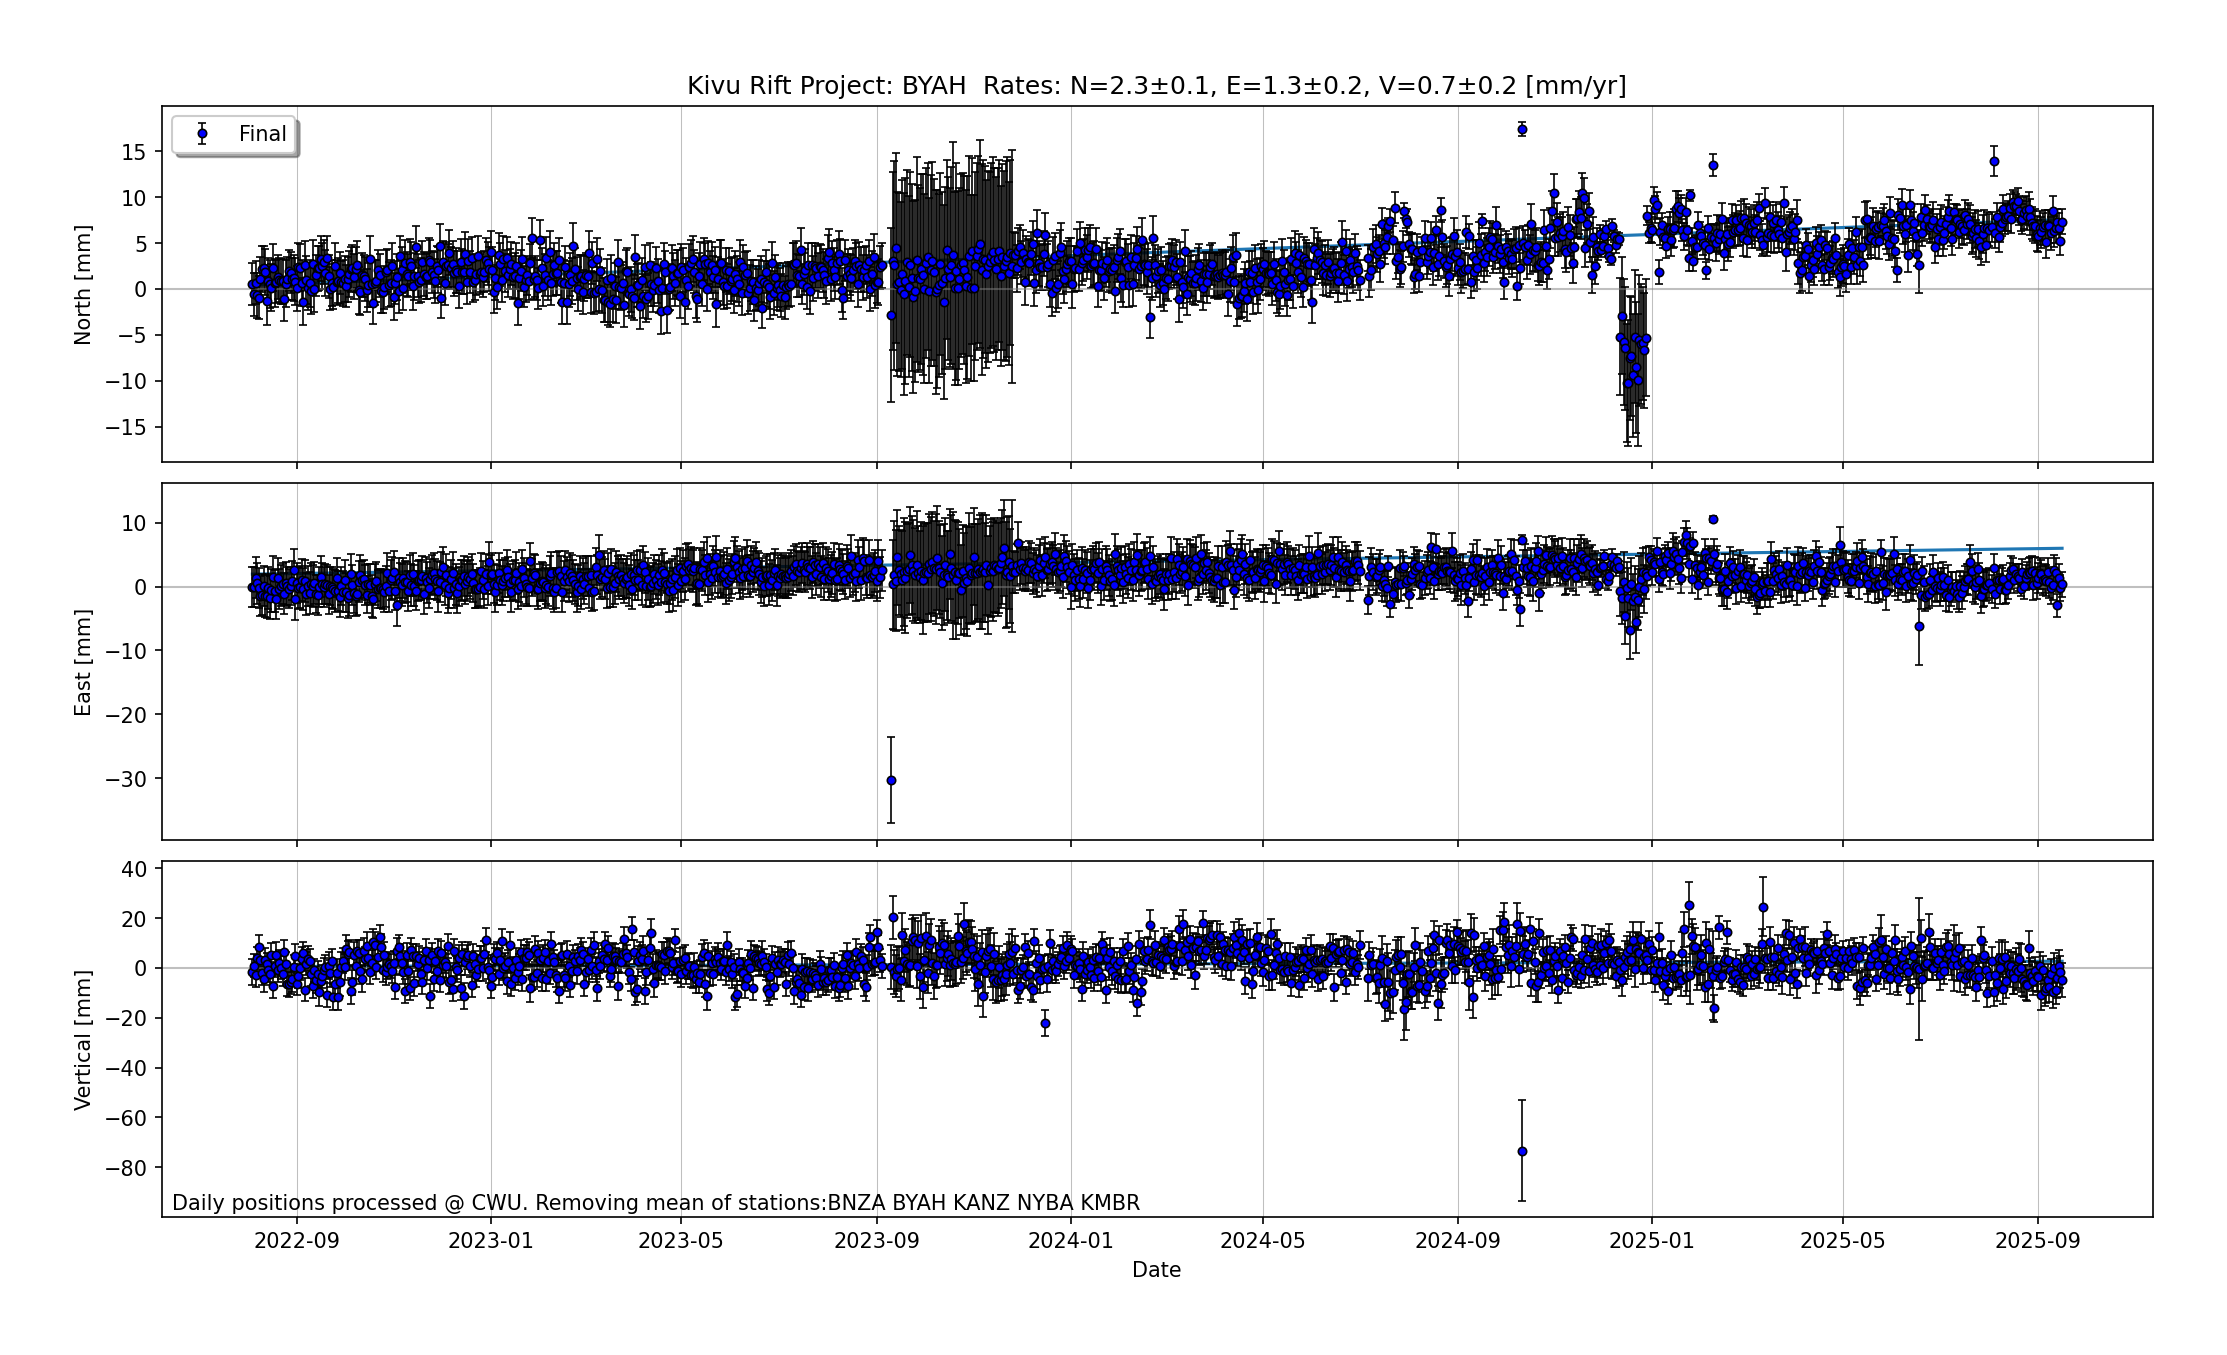 Kivu Rift Project: BYAH  Rates: N=2.3±0.1, E=1.3±0.2, V=0.7±0.2 [mm/yr]
Final
North [mm]
15
10
5
0
−5
−10
−15
East [mm]
10
0
−10
−20
−30
Vertical [mm]
40
20
0
−20
−40
−60
−80
Daily positions processed @ CWU. Removing mean of stations:BNZA BYAH KANZ NYBA KMBR
2022-09 2023-01 2023-05 2023-09 2024-01 2024-05 2024-09 2025-01 2025-05 2025-09
Date